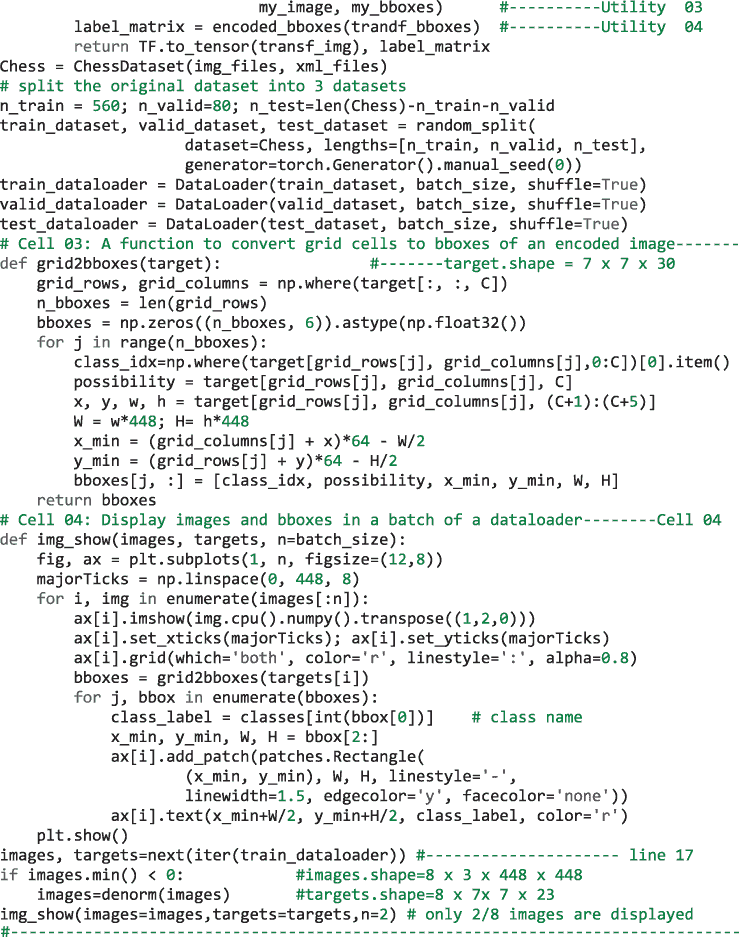 my_image, my_bboxes)      #----------Utility  03
        label_matrix = encoded_bboxes(trandf_bboxes)  #----------Utility  04
        return TF.to_tensor(transf_img), label_matrix
Chess = ChessDataset(img_files, xml_files)
# split the original dataset into 3 datasets
n_train = 560; n_valid=80; n_test=len(Chess)-n_train-n_valid
train_dataset, valid_dataset, test_dataset = random_split(
                    dataset=Chess, lengths=[n_train, n_valid, n_test],
                    generator=torch.Generator().manual_seed(0))
train_dataloader = DataLoader(train_dataset, batch_size, shuffle=True)
valid_dataloader = DataLoader(valid_dataset, batch_size, shuffle=True)
test_dataloader = DataLoader(test_dataset, batch_size, shuffle=True)
# Cell 03: A function to convert grid cells to bboxes of an encoded image-------
def grid2bboxes(target):                #-------target.shape = 7 x 7 x 30
    grid_rows, grid_columns = np.where(target[:, :, C])
    n_bboxes = len(grid_rows)
    bboxes = np.zeros((n_bboxes, 6)).astype(np.float32())
    for j in range(n_bboxes):
        class_idx=np.where(target[grid_rows[j], grid_columns[j],0:C])[0].item()
        possibility = target[grid_rows[j], grid_columns[j], C]
        x, y, w, h = target[grid_rows[j], grid_columns[j], (C+1):(C+5)]
        W = w*448; H= h*448
        x_min = (grid_columns[j] + x)*64 - W/2
        y_min = (grid_rows[j] + y)*64 - H/2
        bboxes[j, :] = [class_idx, possibility, x_min, y_min, W, H]
    return bboxes
# Cell 04: Display images and bboxes in a batch of a dataloader--------Cell 04
def img_show(images, targets, n=batch_size):
    fig, ax = plt.subplots(1, n, figsize=(12,8))
    majorTicks = np.linspace(0, 448, 8)
    for i, img in enumerate(images[:n]):
        ax[i].imshow(img.cpu().numpy().transpose((1,2,0)))
        ax[i].set_xticks(majorTicks); ax[i].set_yticks(majorTicks)
        ax[i].grid(which='both', color='r', linestyle=':', alpha=0.8)
        bboxes = grid2bboxes(targets[i])
        for j, bbox in enumerate(bboxes):
            class_label = classes[int(bbox[0])]    # class name
            x_min, y_min, W, H = bbox[2:]
            ax[i].add_patch(patches.Rectangle(
                    (x_min, y_min), W, H, linestyle='-',
                    linewidth=1.5, edgecolor='y', facecolor='none'))
            ax[i].text(x_min+W/2, y_min+H/2, class_label, color='r')
    plt.show()
images, targets=next(iter(train_dataloader)) #--------------------- line 17
if images.min() < 0:            #images.shape=8 x 3 x 448 x 448
    images=denorm(images)       #targets.shape=8 x 7x 7 x 23
img_show(images=images,targets=targets,n=2) # only 2/8 images are displayed
#-------------------------------------------------------------------------------